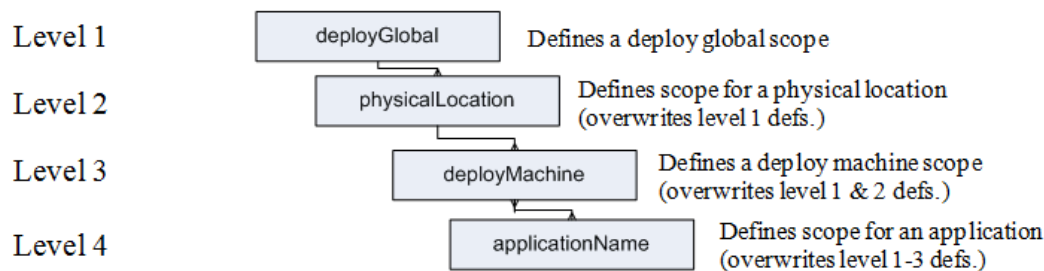 Level 1
deployGlobal
Defines a deploy global scope
Level 2
physicalLocation
Defines scope for a physical location
(overwrites level 1 defs.)
Level 3
deployMachine
Defines a deploy machine scope
(overwrites level 1 & 2 defs.)
Level 4
applicationName
Defines scope for an application
(overwrites level 1-3 defs.)